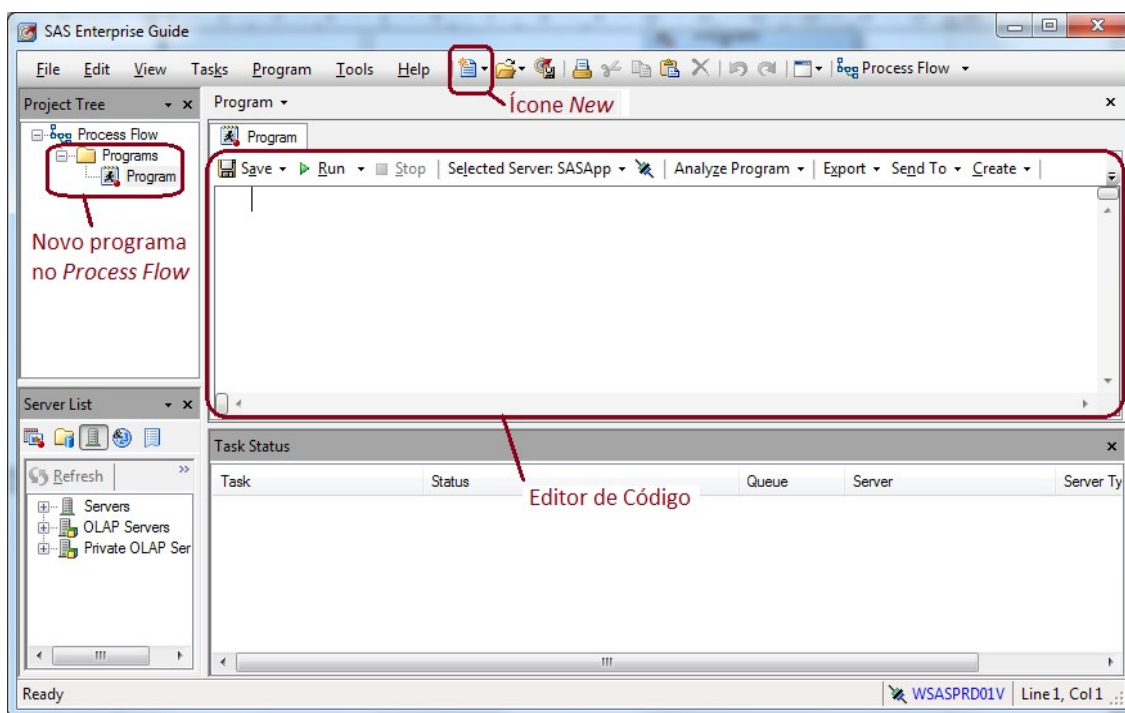 SAS Enterprise Guide
File Edit View Tasks Program Tools Help Process Flow
Ícone New
Project Tree
Process Flow
Programs
Program
Novo programa
no Process Flow
Program
Program
Save Run Stop Selected Server: SASApp Analyze Program Export Send To Create
Editor de Código
Server List
Refresh
Servers
OLAP Servers
Private OLAP Ser
Task Status
Task Status Queue Server Server Ty
Ready WSASPRD01V Line 1, Col 1